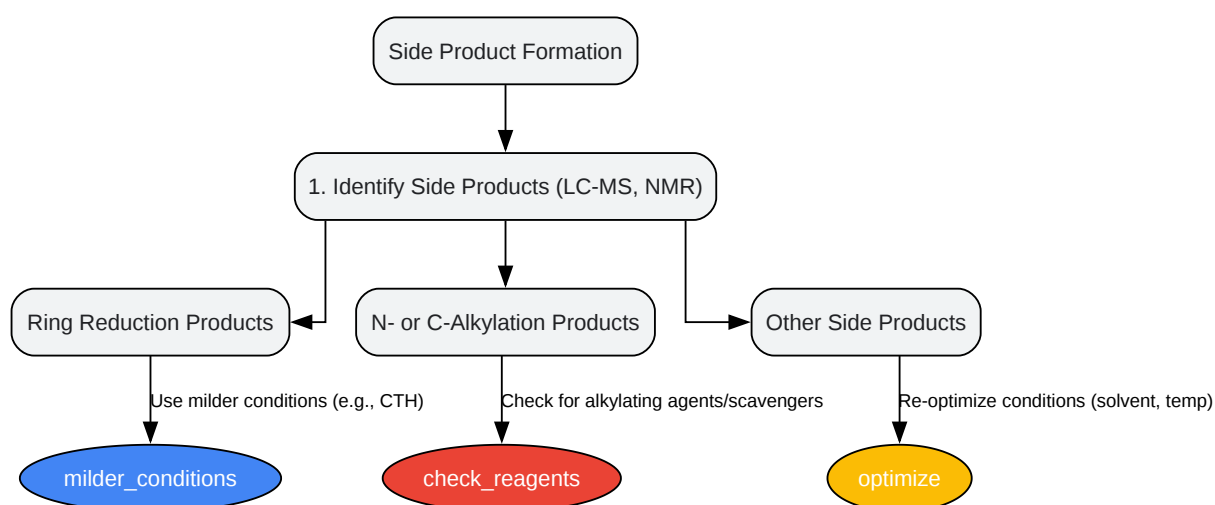 Side Product Formation
1. Identify Side Products (LC-MS, NMR)
Ring Reduction Products
N- or C-Alkylation Products
Other Side Products
Use milder conditions (e.g., CTH)
Check for alkylating agents/scavengers
Re-optimize conditions (solvent, temp)
milder_conditions
check_reagents
optimize